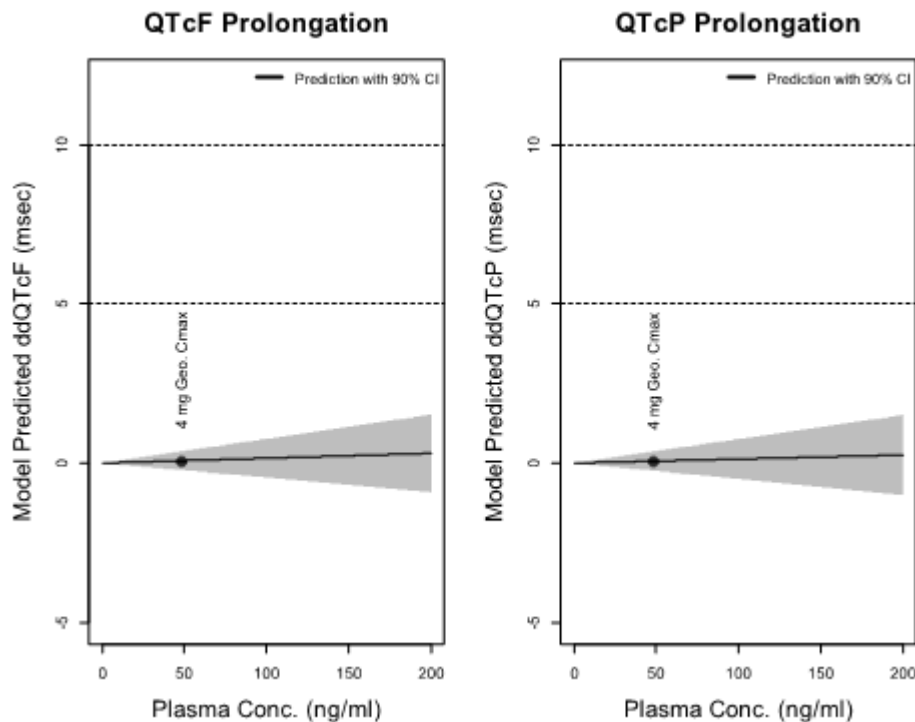 QTcF Prolongation
Prediction with 90% CI
Model Predicted ddQTcF (msec)
10
5
0
-5
4 mg Geo. Cmax
0 50 100 150 200
Plasma Conc. (ng/ml)
QTcP Prolongation
Prediction with 90% CI
Model Predicted ddQTcP (msec)
10
5
0
-5
4 mg Geo. Cmax
0 50 100 150 200
Plasma Conc. (ng/ml)